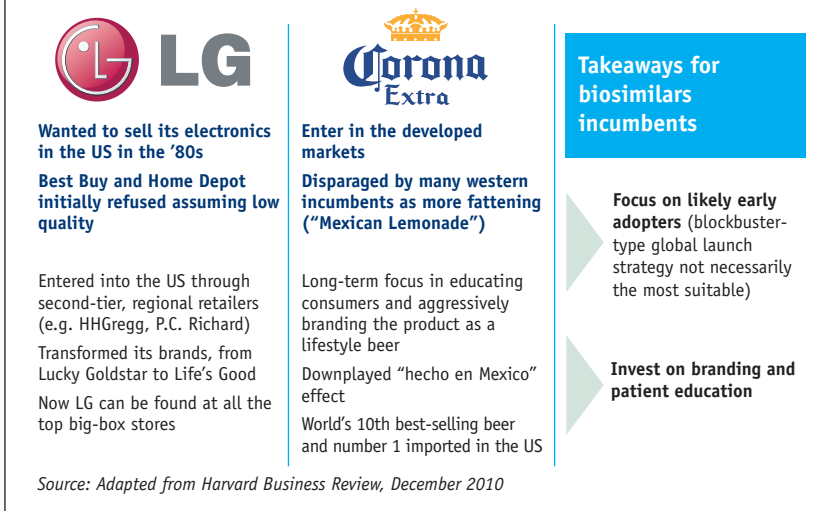 LG
Wanted to sell its electronics
in the US in the ’80s
Best Buy and Home Depot
initially refused assuming low
quality
Entered into the US through
second-tier, regional retailers
(e.g. HHGregg, P.C. Richard)
Transformed its brands, from
Lucky Goldstar to Life’s Good
Now LG can be found at all the
top big-box stores
Corona
Extra
Enter in the developed
markets
Disparaged by many western
incumbents as more fattening
(“Mexican Lemonade”)
Long-term focus in educating
consumers and aggressively
branding the product as a
lifestyle beer
Downplayed “hecho en Mexico”
effect
World’s 10th best-selling beer
and number 1 imported in the US
Takeaways for
biosimilars
incumbents
Focus on likely early
adopters (blockbuster-
type global launch
strategy not necessarily
the most suitable)
Invest on branding and
patient education
Source: Adapted from Harvard Business Review, December 2010